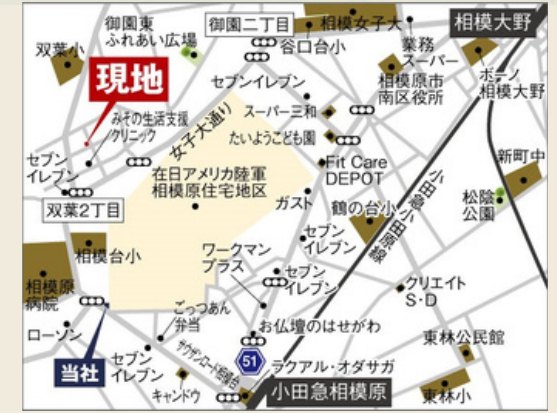 御園東
ふれあい広場
双葉小
御園二丁目
相模女子大
相模大野
谷口台小
業務
スーパー
相模原市
南区役所
ボーノ
相模大野
現地
セブンイレブン
みその生活支援
クリニック
女子大通り
スーパー三和
たいようこども園
セブン
イレブン
双葉2丁目
在日アメリカ陸軍
相模原住宅地区
Fit Care
DEPOT
ガスト
小田急小田原線
新町中
松陰
公園
鶴の台小
セブン
イレブン
相模台小
ワークマン
プラス
セブン
イレブン
相模原
病院
クリエイト
S・D
ごっつあん
弁当
お仏壇のはせがわ
ローソン
東林公民館
当社
セブン
イレブン
サウザンロード相模台
51
ラクアル・オダサガ
キャンドゥ
小田急相模原
東林小